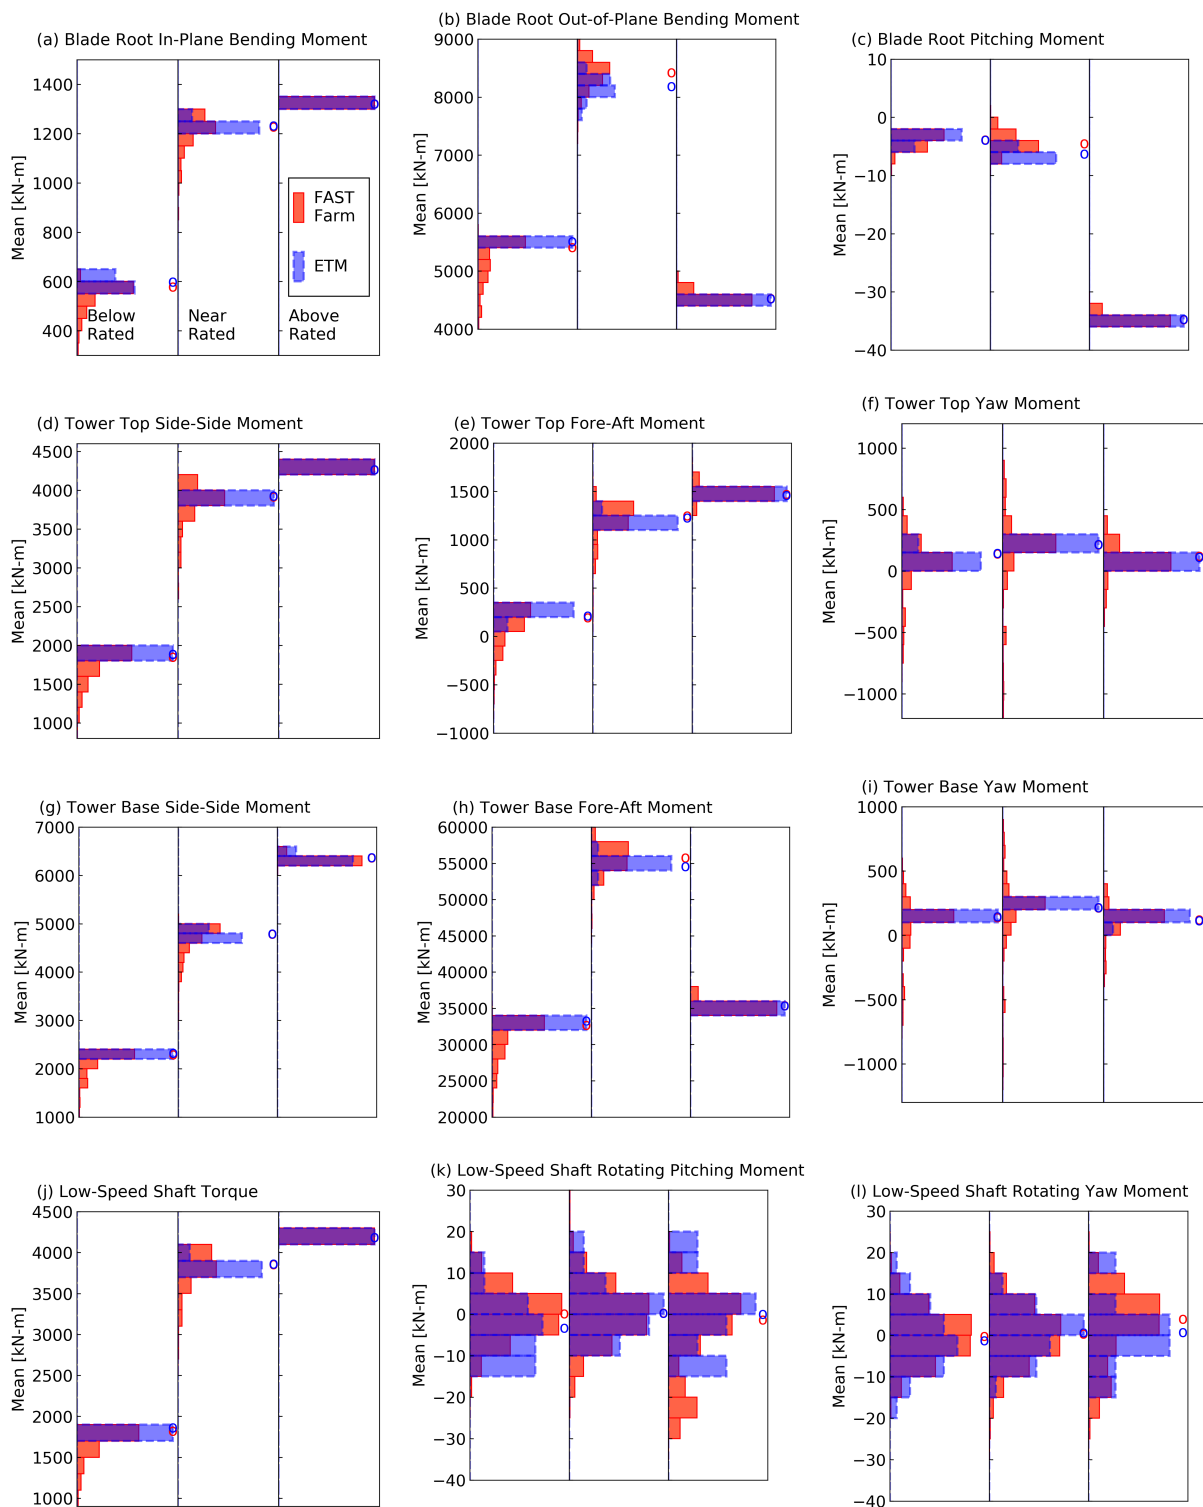 (a) Blade Root In-Plane Bending Moment
Mean [kN-m]
1400
1200
1000
800
600
400
FAST
Farm
ETM
Below
Rated
Near
Rated
Above
Rated
(b) Blade Root Out-of-Plane Bending Moment
Mean [kN-m]
9000
8000
7000
6000
5000
4000
(c) Blade Root Pitching Moment
Mean [kN-m]
10
0
−10
−20
−30
−40
(d) Tower Top Side-Side Moment
Mean [kN-m]
4500
4000
3500
3000
2500
2000
1500
1000
(e) Tower Top Fore-Aft Moment
Mean [kN-m]
2000
1500
1000
500
0
−500
−1000
(f) Tower Top Yaw Moment
Mean [kN-m]
1000
500
0
−500
−1000
(g) Tower Base Side-Side Moment
Mean [kN-m]
7000
6000
5000
4000
3000
2000
1000
(h) Tower Base Fore-Aft Moment
Mean [kN-m]
60000
55000
50000
45000
40000
35000
30000
25000
20000
(i) Tower Base Yaw Moment
Mean [kN-m]
1000
500
0
−500
−1000
(j) Low-Speed Shaft Torque
Mean [kN-m]
4500
4000
3500
3000
2500
2000
1500
1000
(k) Low-Speed Shaft Rotating Pitching Moment
Mean [kN-m]
30
20
10
0
−10
−20
−30
−40
(l) Low-Speed Shaft Rotating Yaw Moment
Mean [kN-m]
30
20
10
0
−10
−20
−30
−40